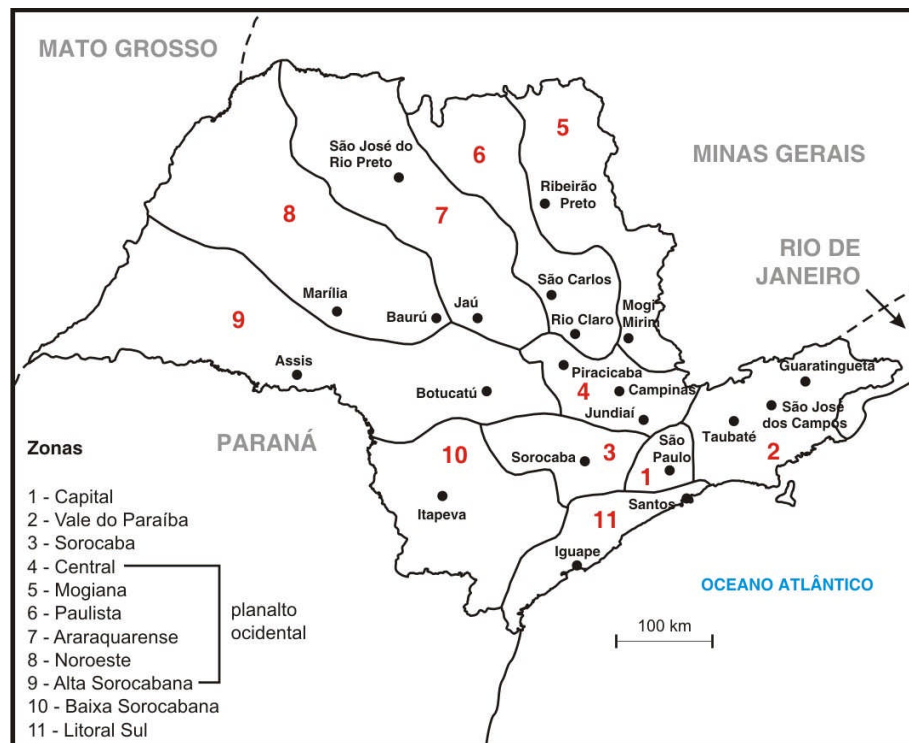 MATO GROSSO
5
São José do
Rio Preto
6
MINAS GERAIS
Ribeirão
Preto
8
7
RIO DE
JANEIRO
São Carlos
Marília
Baurú
Jaú
Rio Claro
Mogi
Mirim
9
Assis
Piracicaba
Guaratingueta
Botucatú
4
Campinas
São José
dos Campos
Jundiaí
Taubaté
PARANÁ
São
Paulo
10
3
2
Sorocaba
1
Itapeva
Santos
11
Iguape
OCEANO ATLÂNTICO
100 km
Zonas
1 - Capital
2 - Vale do Paraíba
3 - Sorocaba
4 - Central
5 - Mogiana
6 - Paulista
7 - Araraquarense
8 - Noroeste
9 - Alta Sorocabana
10 - Baixa Sorocabana
11 - Litoral Sul
planalto
ocidental